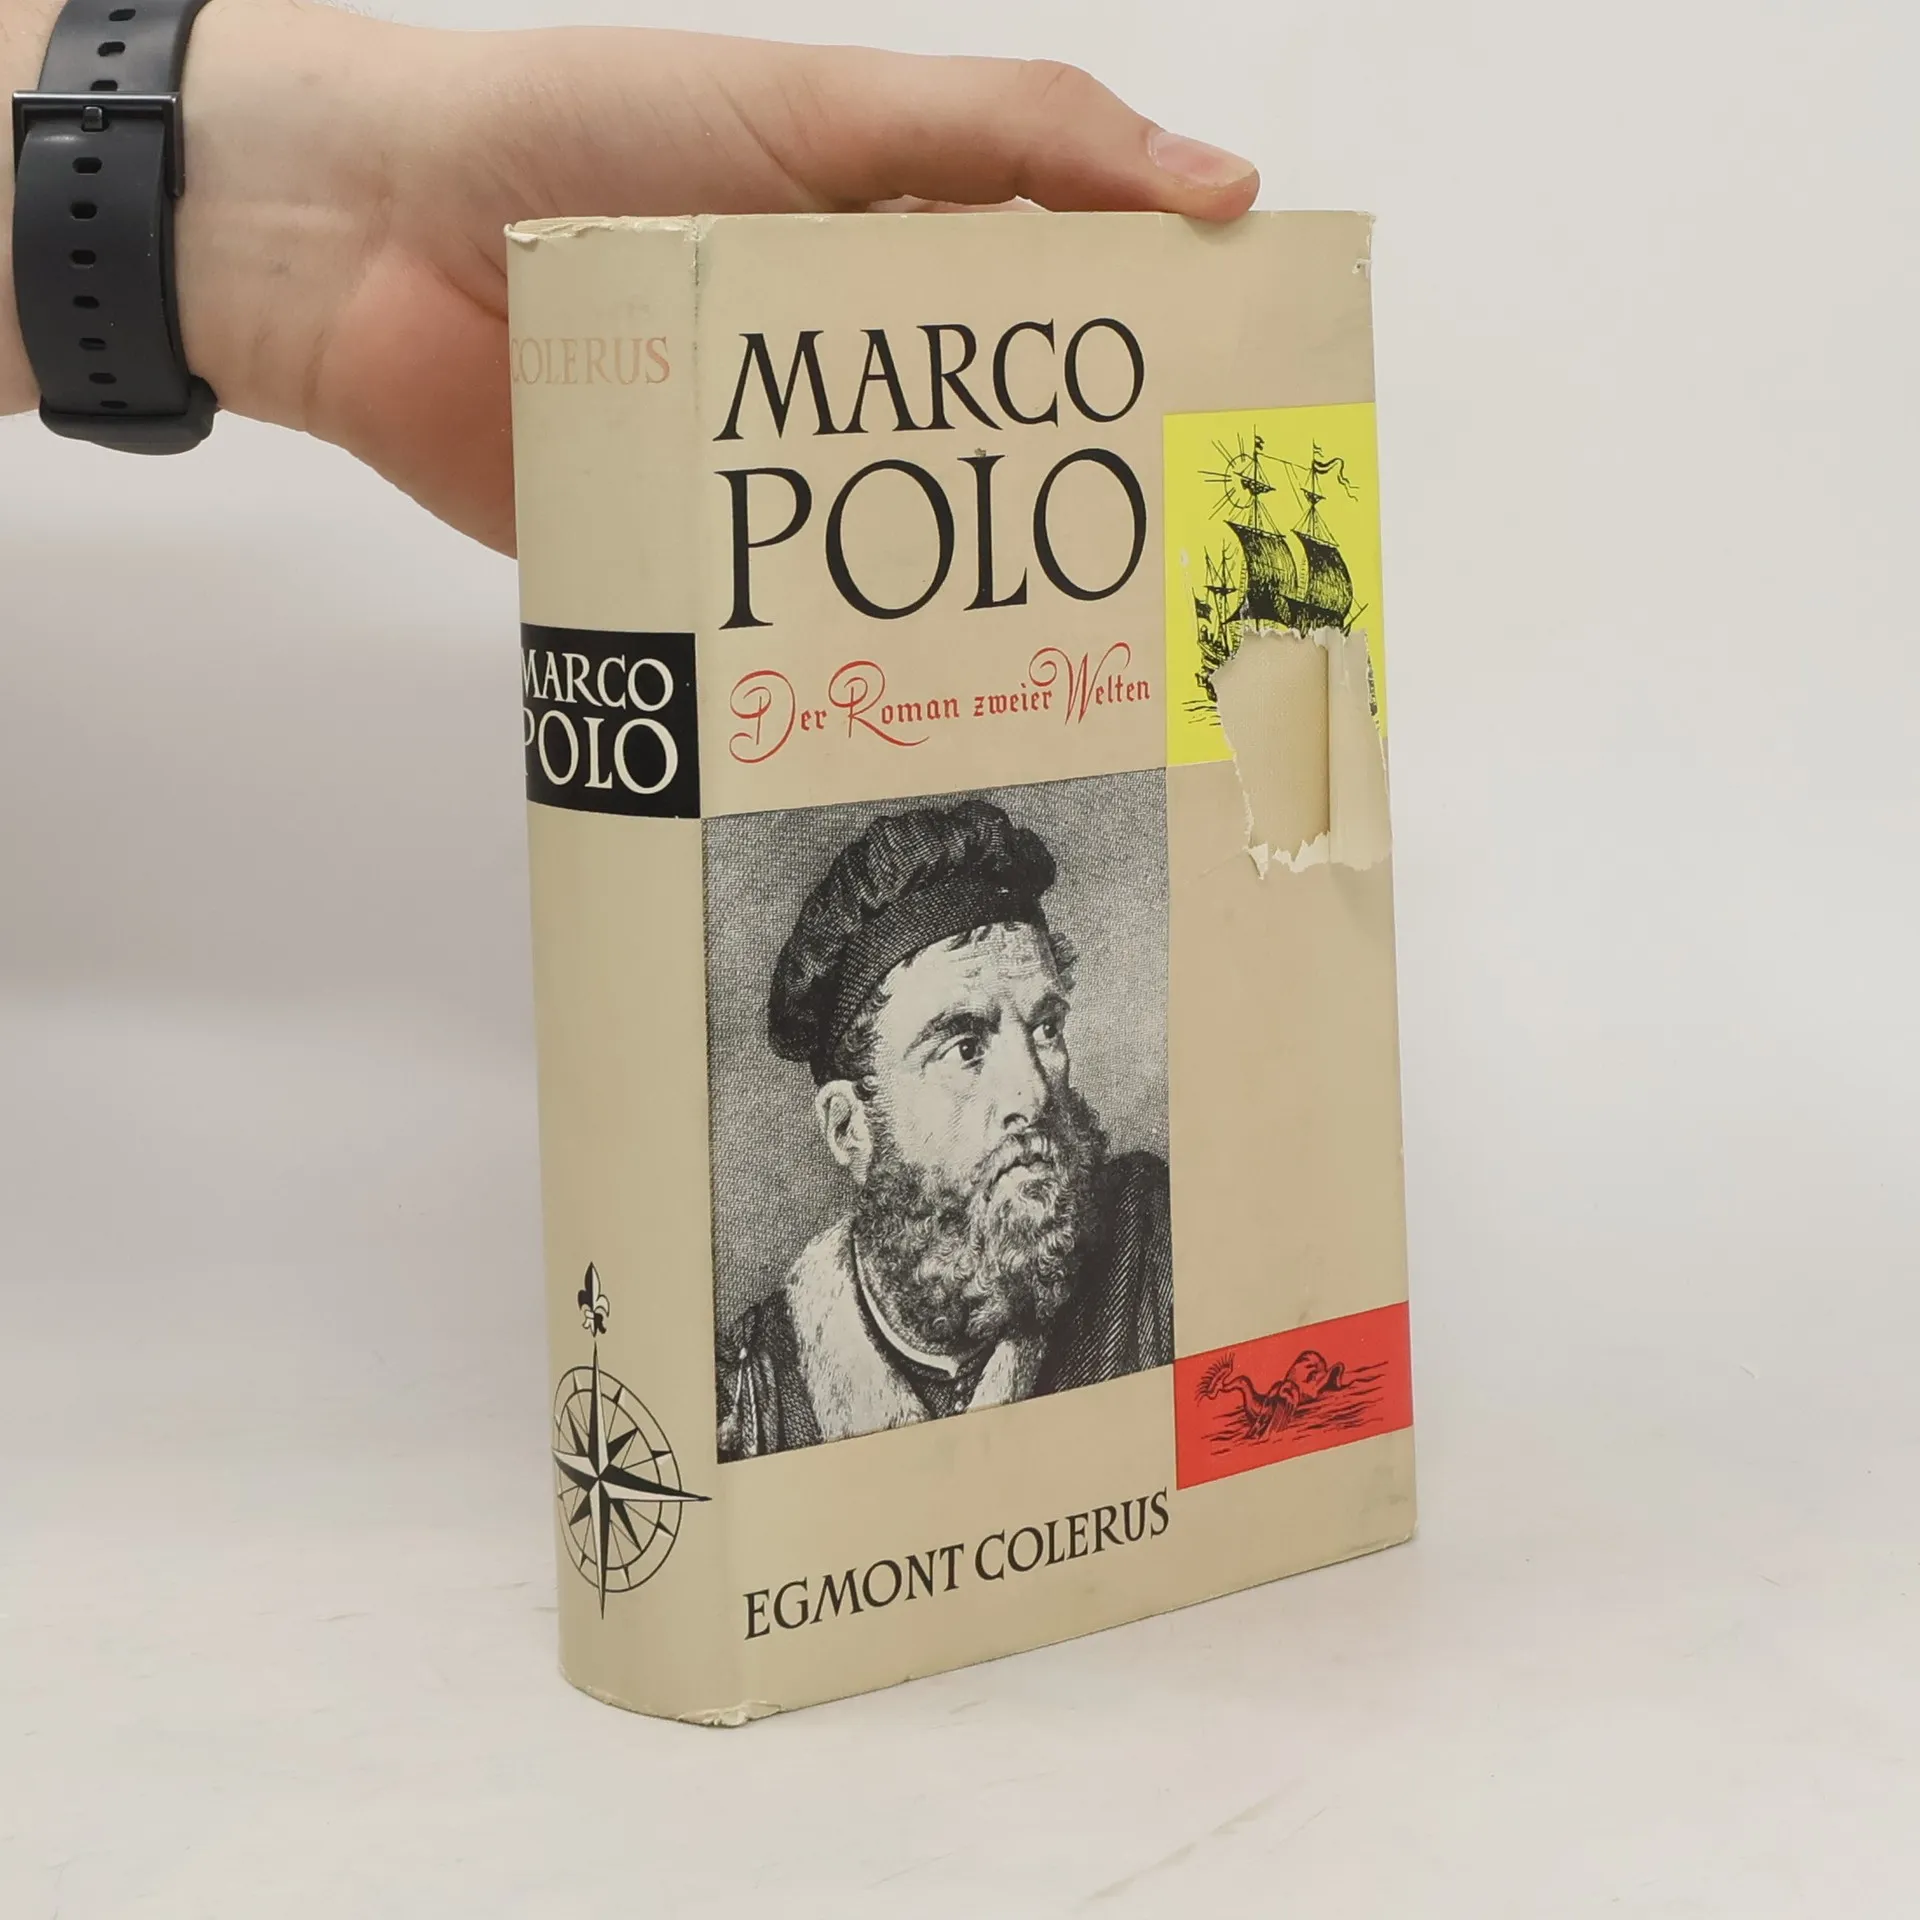 COLERUS
MARCO
POLO
MARCO
POLO
Der Roman zweier Welten
EGMONT COLERUS